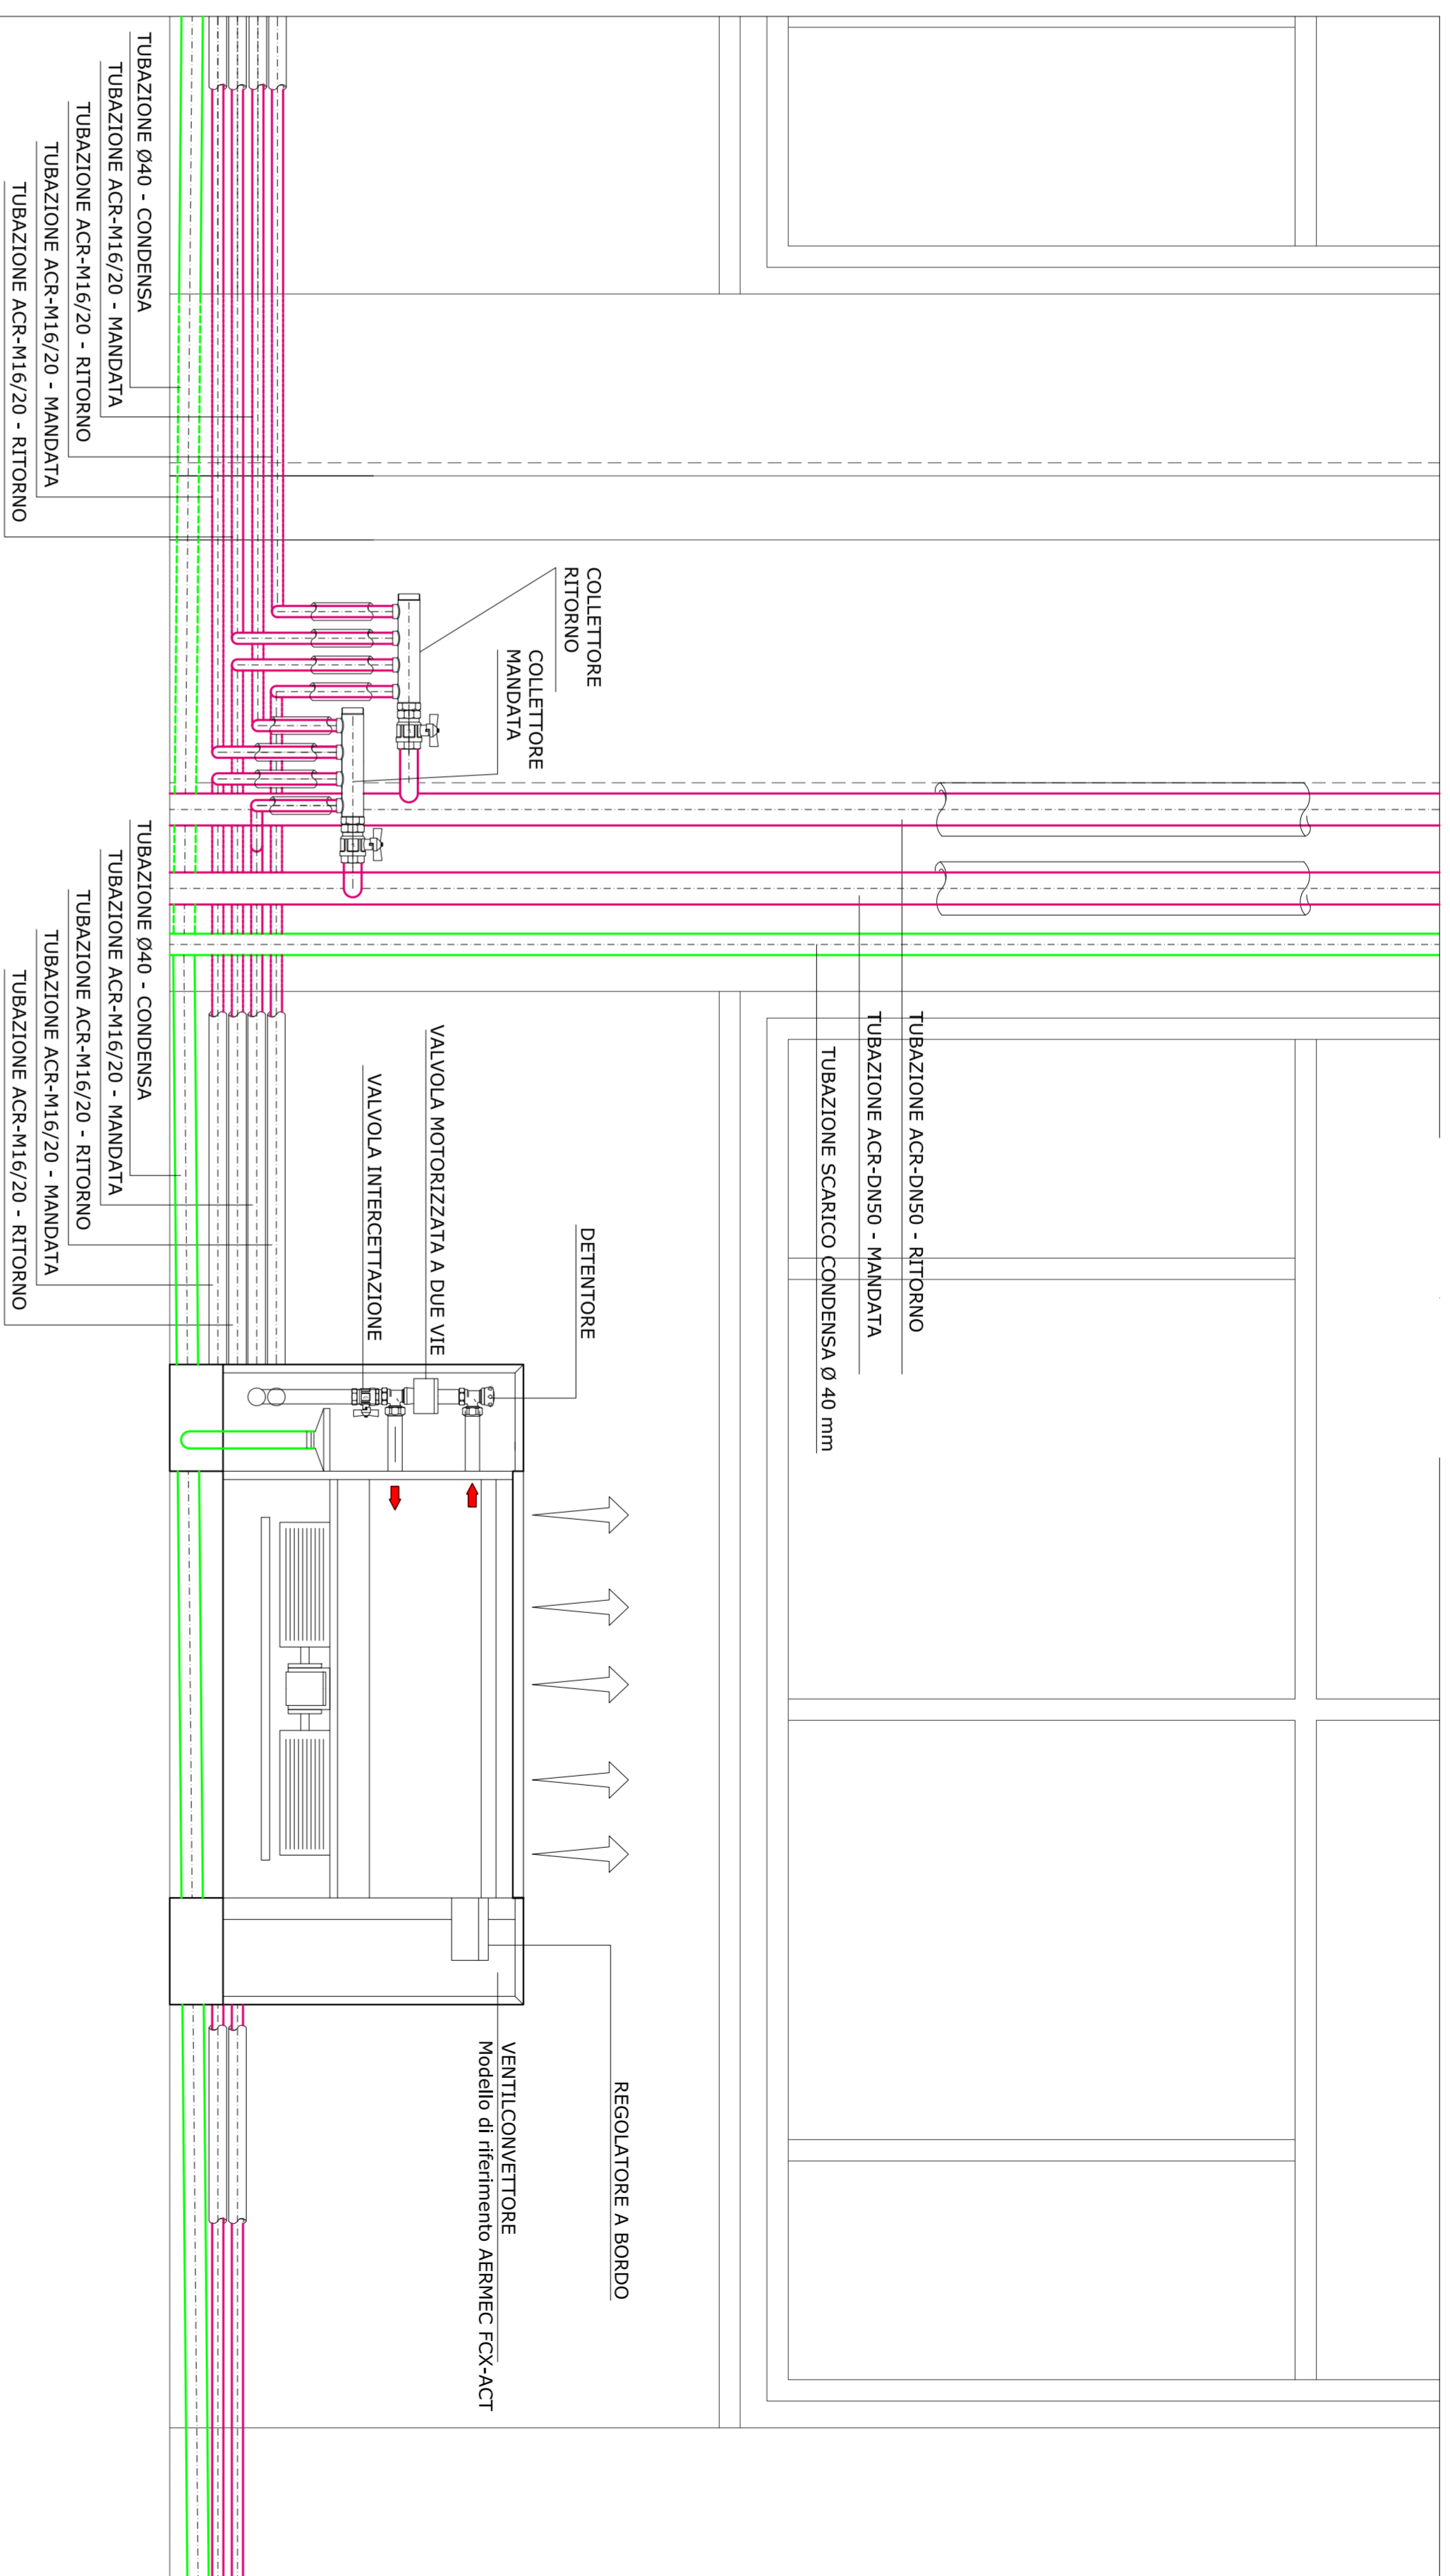 TUBAZIONE ACR-DN50 - RITORNO
TUBAZIONE ACR-DN50 - MANDATA
TUBAZIONE SCARICO CONDENSA Ø 40 mm
COLLETTORE
RITORNO
COLLETTORE
MANDATA
DETENTORE
VALVOLA MOTORIZZATA A DUE VIE
VALVOLA INTERCETTAZIONE
REGOLATORE A BORDO
VENTILCONVETTORE
Modello di riferimento AERMEC FCX-ACT
TUBAZIONE Ø40 - CONDENSA
TUBAZIONE ACR-M16/20 - MANDATA
TUBAZIONE ACR-M16/20 - RITORNO
TUBAZIONE ACR-M16/20 - MANDATA
TUBAZIONE ACR-M16/20 - RITORNO
TUBAZIONE Ø40 - CONDENSA
TUBAZIONE ACR-M16/20 - MANDATA
TUBAZIONE ACR-M16/20 - RITORNO
TUBAZIONE ACR-M16/20 - MANDATA
TUBAZIONE ACR-M16/20 - RITORNO